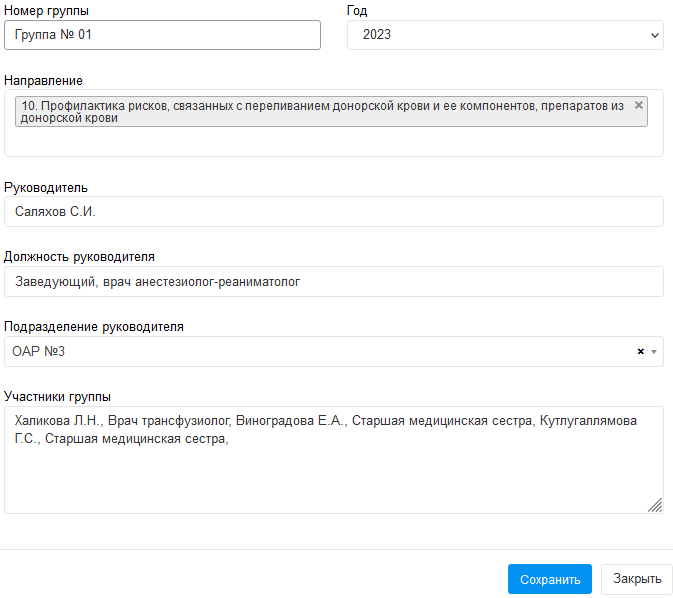 Номер группы
Год
Группа № 01
2023
Направление
10. Профилактика рисков, связанных с переливанием донорской крови и ее компонентов, препаратов из
донорской крови
Руководитель
Саляхов С.И.
Должность руководителя
Заведующий, врач анестезиолог-реаниматолог
Подразделение руководителя
ОАР №3
Участники группы
Халикова Л.Н., Врач трансфузиолог, Виноградова Е.А., Старшая медицинская сестра, Кутлугаллямова
Г.С., Старшая медицинская сестра,
Сохранить
Закрыть